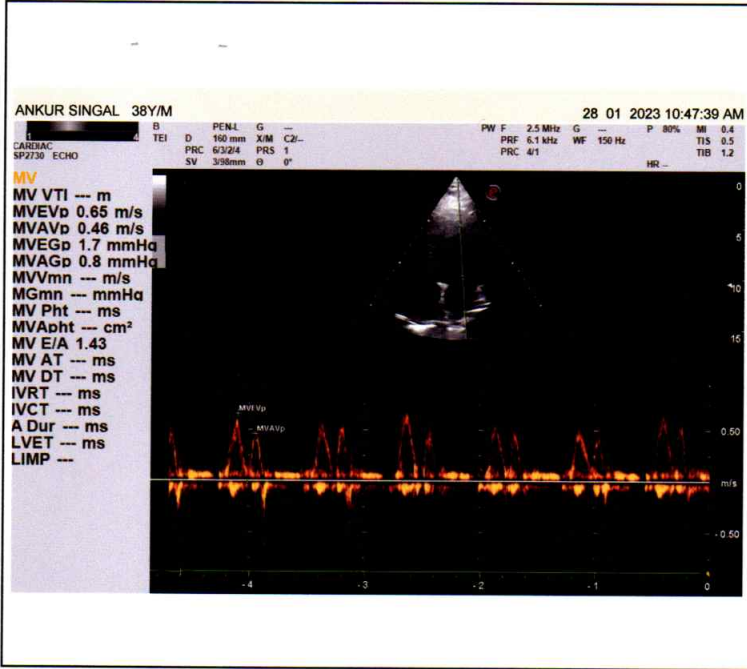 ANKUR SINGAL 38Y/M
28 01 2023 10:47:39 AM
CARDIAC
SP2730 ECHO
B PEN-L G ---
TEI D 160 mm X/M C2/--
PRC 6/3/2/4 PRS 1
SV 3/98mm Θ 0°
PW F 2.5 MHz G --- P 80% MI 0.4
PRF 6.1 kHz WF 150 Hz TIS 0.5
PRC 4/1 TIB 1.2
HR --
MV
MV VTI --- m
MVEVp 0.65 m/s
MVAVp 0.46 m/s
MVEGp 1.7 mmHg
MVAGp 0.8 mmHg
MVVmn --- m/s
MGmn --- mmHg
MV Pht --- ms
MVApht --- cm²
MV E/A 1.43
MV AT --- ms
MV DT --- ms
IVRT --- ms
IVCT --- ms
A Dur --- ms
LVET --- ms
LIMP ---
0
5
10
15
MVEVp
MVAVp
0.50
m/s
-0.50
-4 -3 -2 -1 0